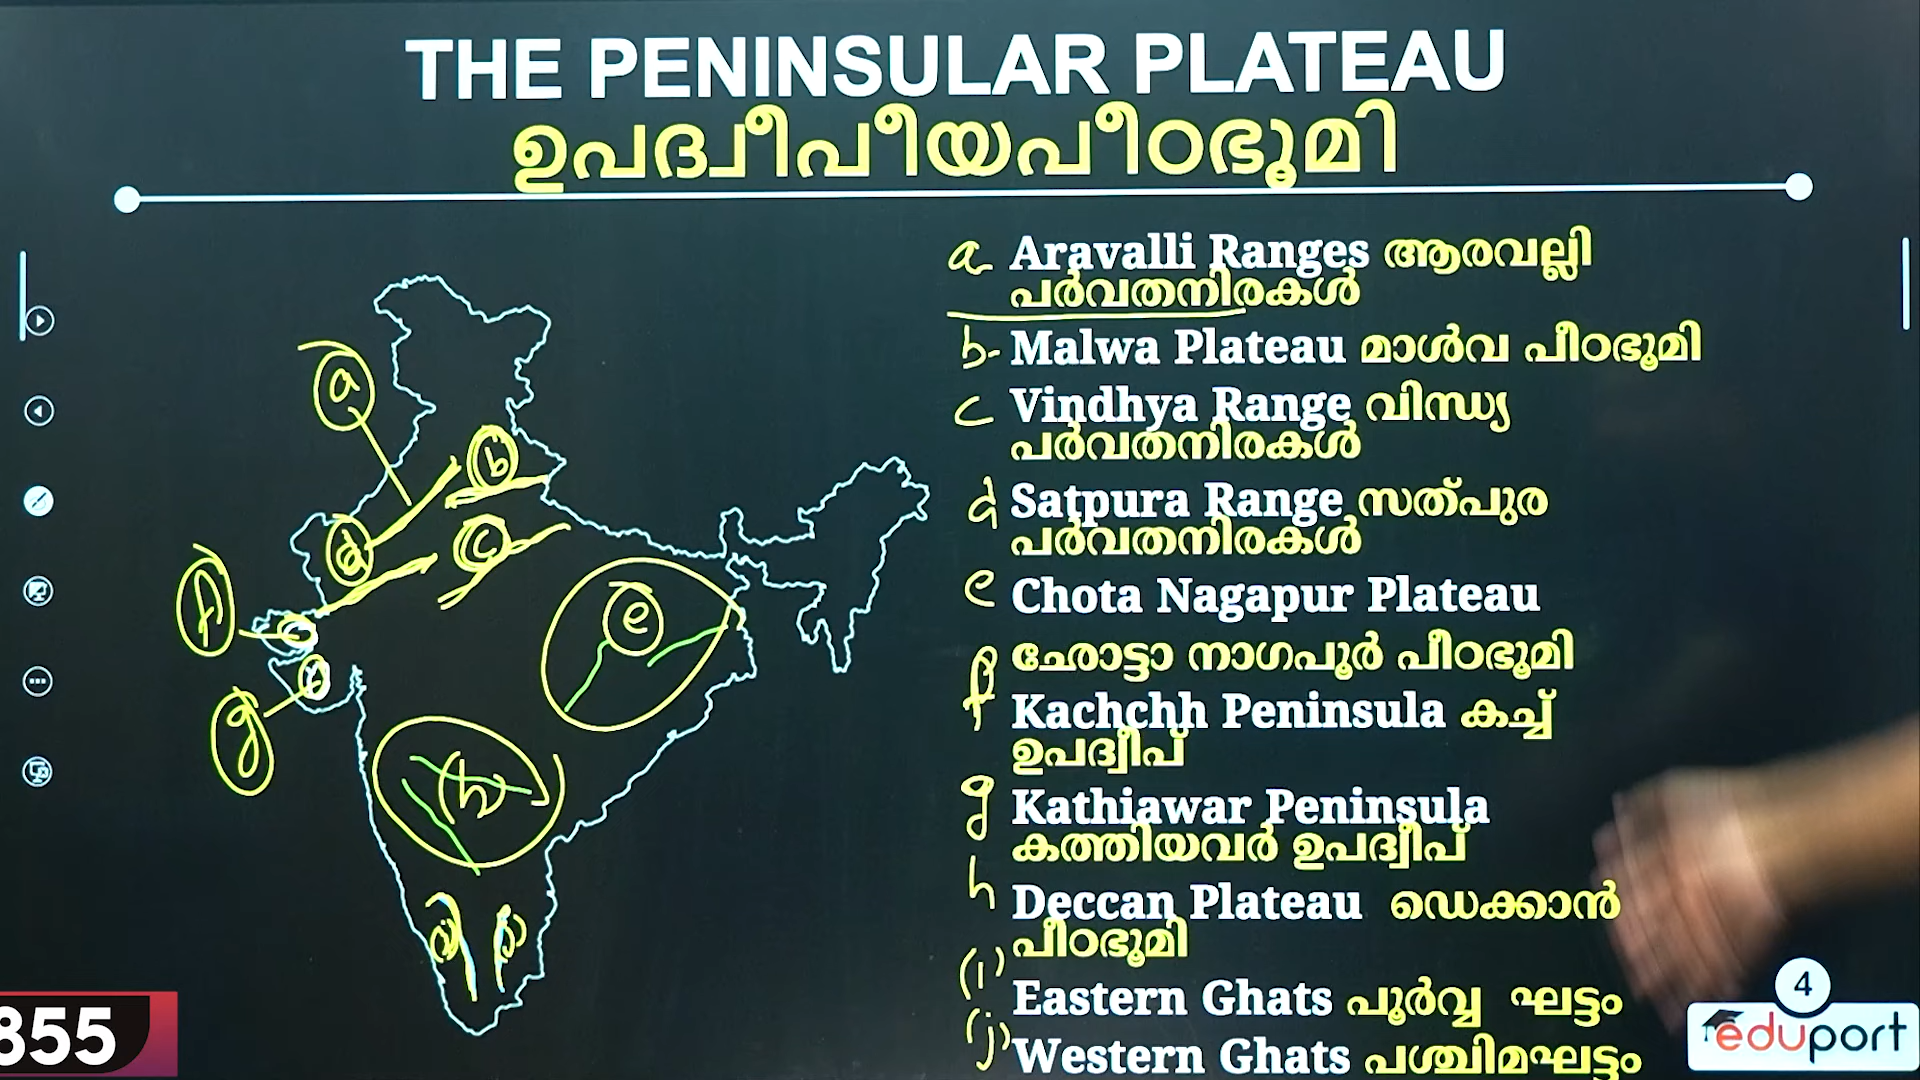 THE PENINSULAR PLATEAU
ഉപദ്വീപീയപീഠഭൂമി
a Aravalli Ranges ആരവല്ലി
പർവതനിരകൾ
b- Malwa Plateau മാൾവ പീഠഭൂമി
c Vindhya Range വിന്ധ്യ
പർവതനിരകൾ
d Satpura Range സത്പുര
പർവതനിരകൾ
e Chota Nagapur Plateau
ഛോട്ടാ നാഗപൂർ പീഠഭൂമി
f Kachchh Peninsula കച്ച്
ഉപദ്വീപ്
g Kathiawar Peninsula
കത്തിയവർ ഉപദ്വീപ്
h Deccan Plateau ഡെക്കാൻ
പീഠഭൂമി
(i) Eastern Ghats പൂർവ്വ ഘട്ടം
(j) Western Ghats പശ്ചിമഘട്ടം
a
b
d
c
f
e
g
(h)
855
4
eduport